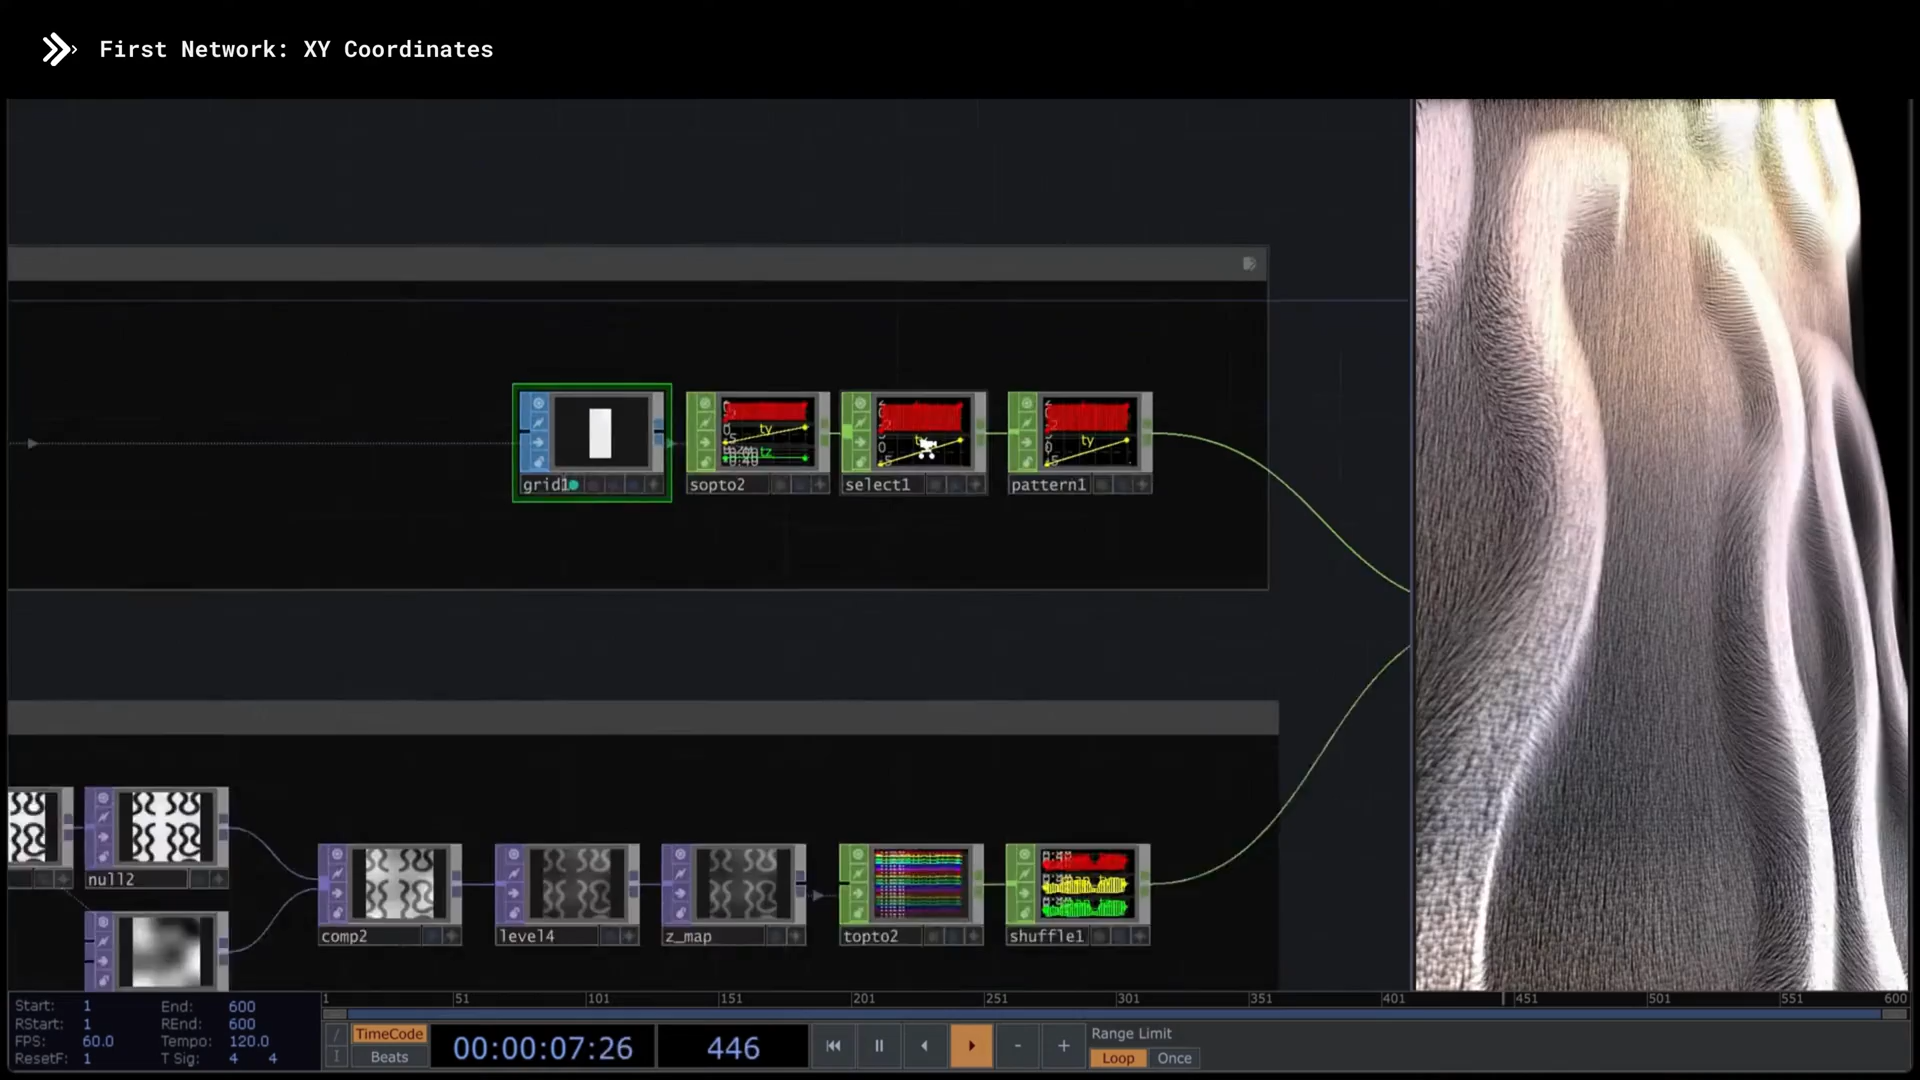 First Network: XY Coordinates
ty
tz
ty
ty
grid1
sopto2
select1
pattern1
null2
comp2
level4
z_map
topto2
shuffle1
1 51 101 151 201 251 301 351 401 451 501 551 600
Start: 1 End: 600
RStart: 1 REnd: 600
FPS: 60.0 Tempo: 120.0
ResetF: 1 T Sig: 4 4
TimeCode
Beats
00:00:07:26
446
- +
Range Limit
Loop Once